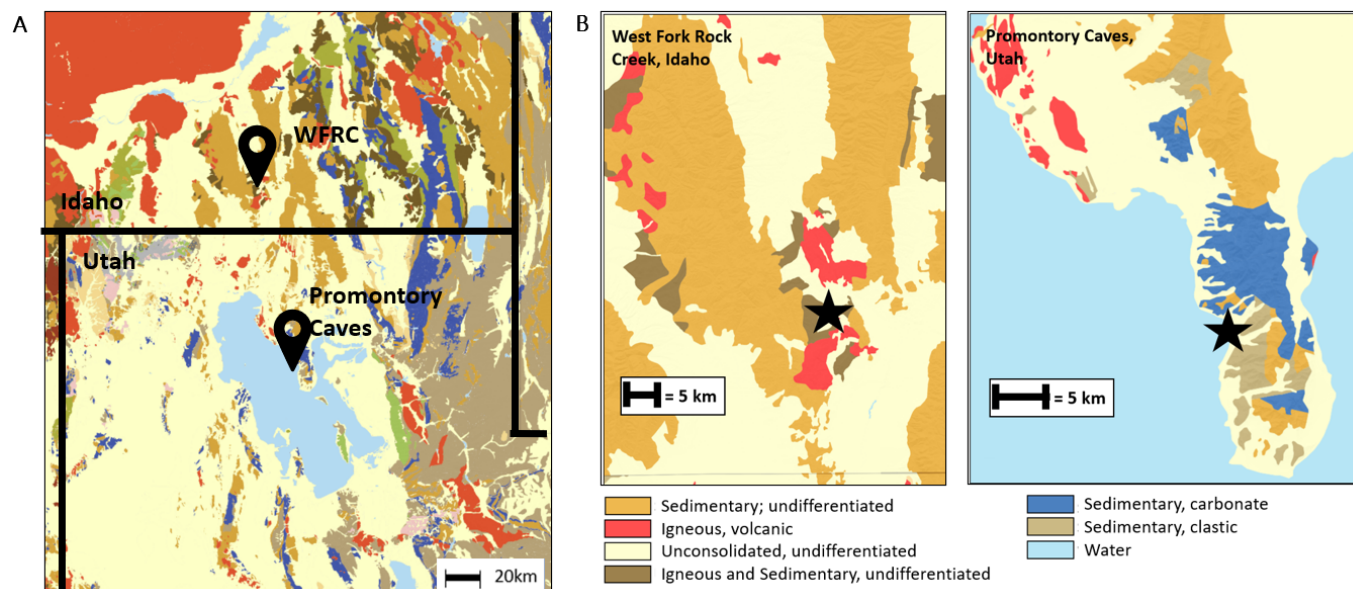 A
WFRC
Idaho
Utah
Promontory
Caves
20km
B
West Fork Rock
Creek, Idaho
= 5 km
Promontory Caves,
Utah
= 5 km
Sedimentary; undifferentiated
Igneous, volcanic
Unconsolidated, undifferentiated
Igneous and Sedimentary, undifferentiated
Sedimentary, carbonate
Sedimentary, clastic
Water